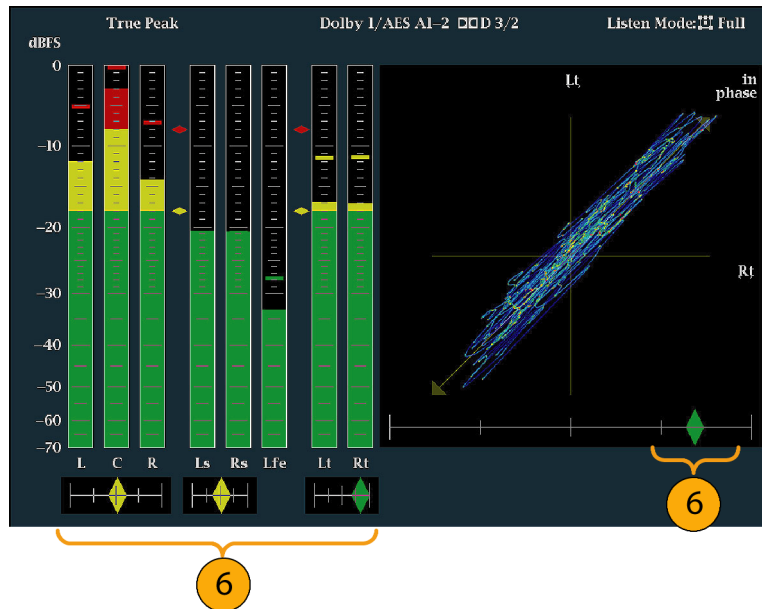 True Peak Dolby 1/AES A1–2 D 3/2 Listen Mode: Full
dBFS
0
–10
–20
–30
–40
–50
–60
–70
L C R Ls Rs Lfe Lt Rt
Lt
in
phase
Rt
6
6